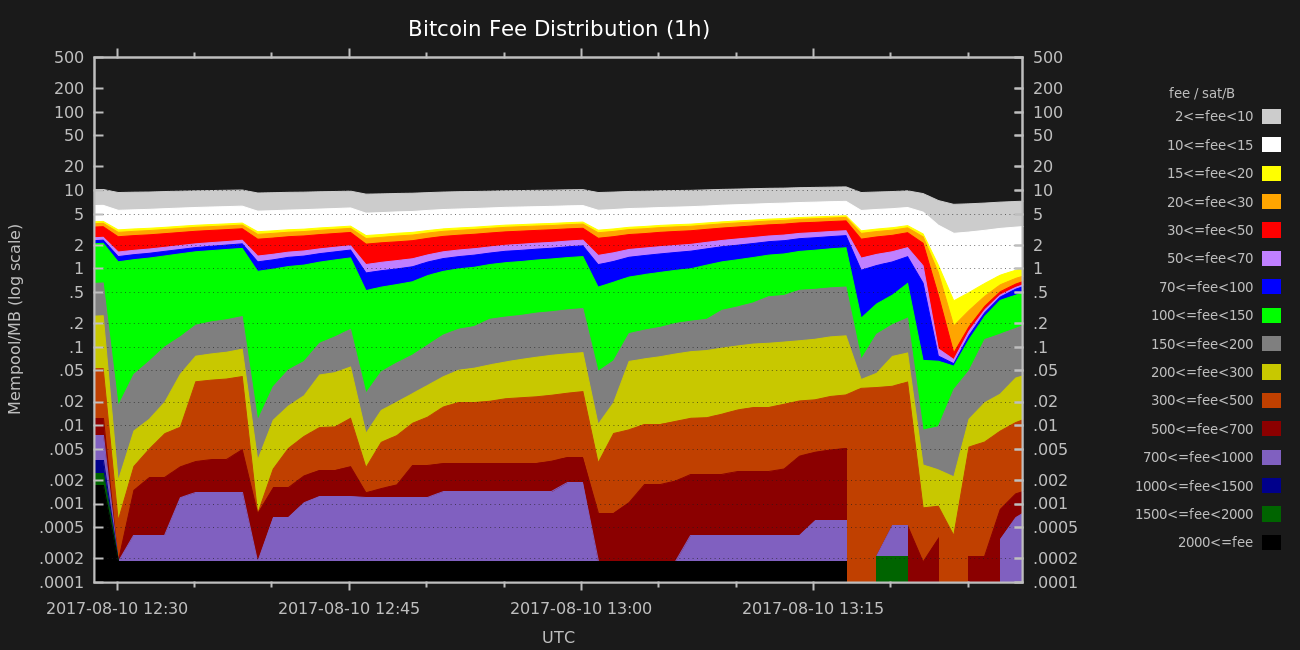 Bitcoin Fee Distribution (1h)
Mempool/MB (log scale)
500
200
100
50
20
10
5
2
1
.5
.2
.1
.05
.02
.01
.005
.002
.001
.0005
.0002
.0001
500
200
100
50
20
10
5
2
1
.5
.2
.1
.05
.02
.01
.005
.002
.001
.0005
.0002
.0001
2017-08-10 12:30
2017-08-10 12:45
2017-08-10 13:00
2017-08-10 13:15
UTC
fee / sat/B
2<=fee<10
10<=fee<15
15<=fee<20
20<=fee<30
30<=fee<50
50<=fee<70
70<=fee<100
100<=fee<150
150<=fee<200
200<=fee<300
300<=fee<500
500<=fee<700
700<=fee<1000
1000<=fee<1500
1500<=fee<2000
2000<=fee